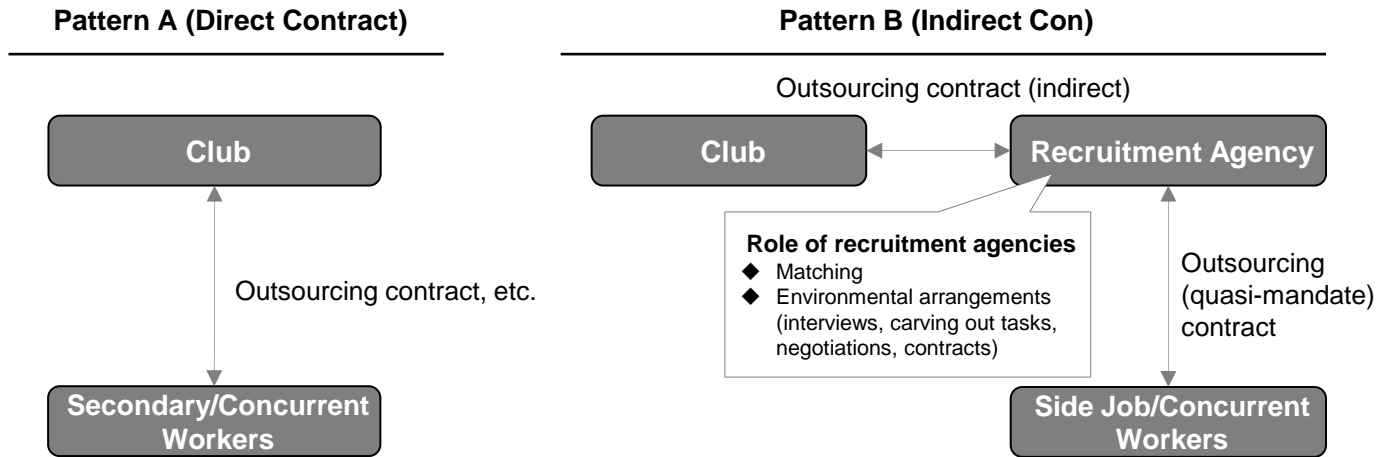 Pattern A (Direct Contract)
Club
Outsourcing contract, etc.
Secondary/Concurrent
Workers
Pattern B (Indirect Con)
Outsourcing contract (indirect)
Club
Recruitment Agency
Role of recruitment agencies
◆ Matching
◆ Environmental arrangements
(interviews, carving out tasks,
negotiations, contracts)
Outsourcing
(quasi-mandate)
contract
Side Job/Concurrent
Workers